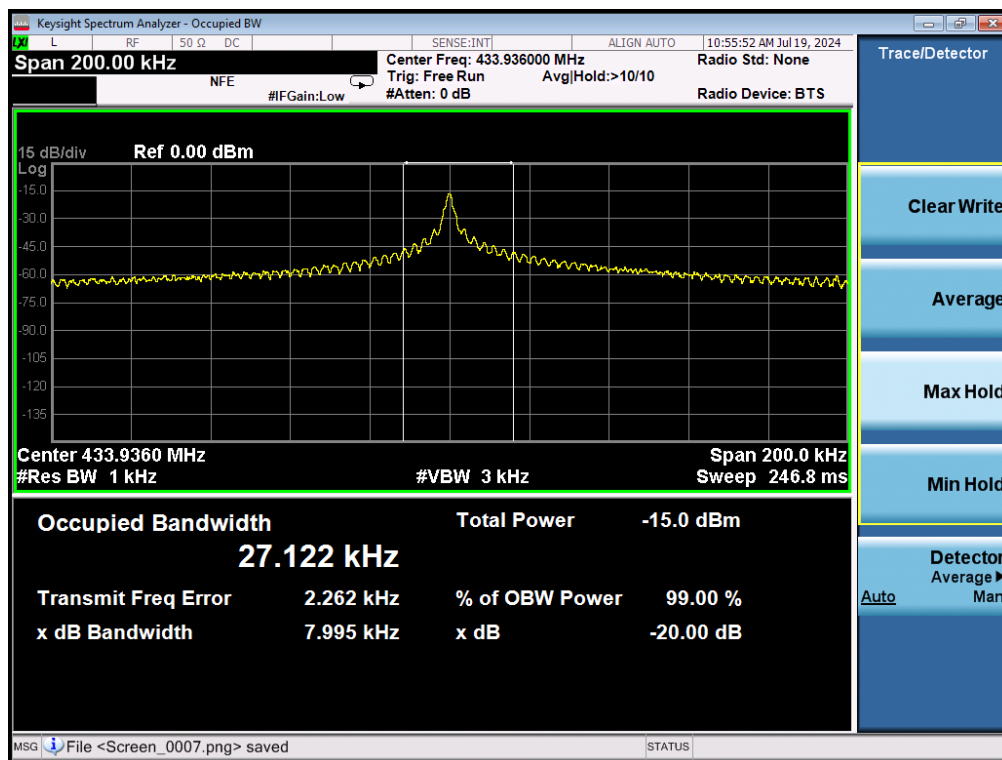 Keysight Spectrum Analyzer - Occupied BW
LXI L RF 50 Ω DC SENSE:INT ALIGN AUTO 10:55:52 AM Jul 19, 2024
Span 200.00 kHz
NFE
#IFGain:Low
Center Freq: 433.936000 MHz
Trig: Free Run Avg|Hold:>10/10
#Atten: 0 dB
Radio Std: None
Radio Device: BTS
15 dB/div Ref 0.00 dBm
Log
-15.0
-30.0
-45.0
-60.0
-75.0
-90.0
-105
-120
-135
Center 433.9360 MHz Span 200.0 kHz
#Res BW 1 kHz #VBW 3 kHz Sweep 246.8 ms
Occupied Bandwidth Total Power -15.0 dBm
27.122 kHz
Transmit Freq Error 2.262 kHz % of OBW Power 99.00 %
x dB Bandwidth 7.995 kHz x dB -20.00 dB
Trace/Detector
Clear Write
Average
Max Hold
Min Hold
Detector
Average
Auto Man
MSG File <Screen_0007.png> saved STATUS